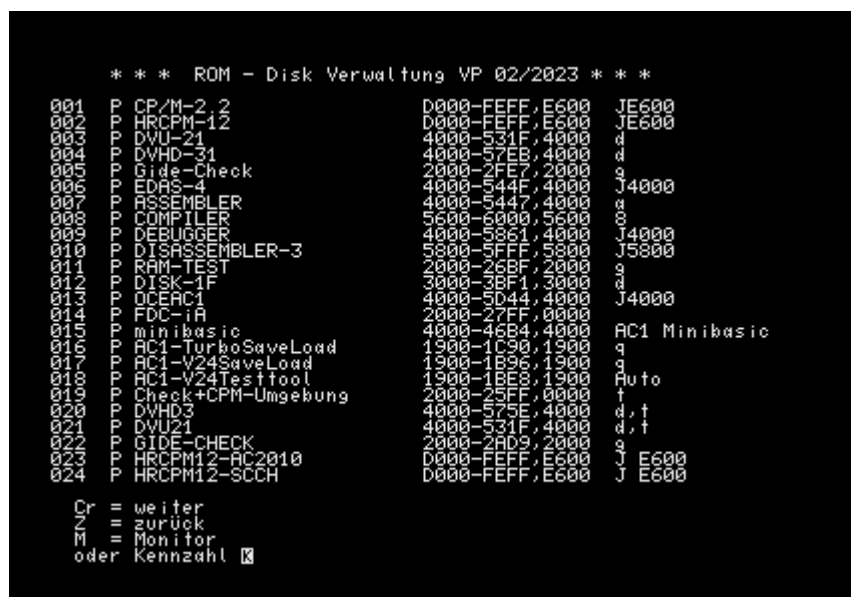 * * *  ROM - Disk Verwaltung VP 02/2023 * * *
001  P CP/M-2.2  D000-FEFF,E600  JE600
002  P HRCPM-12  D000-FEFF,E600  JE600
003  P DVU-21  4000-531F,4000  d
004  P DVHD-31  4000-57EB,4000  d
005  P Gide-Check  2000-2FE7,2000  g
006  P EDAS-4  4000-544F,4000  J4000
007  P ASSEMBLER  4000-5447,4000  a
008  P COMPILER  5600-6000,5600  8
009  P DEBUGGER  4000-5861,4000  J4000
010  P DISASSEMBLER-3  5800-5FFF,5800  J5800
011  P RAM-TEST  2000-26BF,2000  g
012  P DISK-1F  3000-3BF1,3000  d
013  P OCEAC1  4000-5D44,4000  J4000
014  P FDC-iA  2000-27FF,0000
015  P minibasic  4000-46B4,4000  AC1 Minibasic
016  P AC1-TurboSaveLoad  1900-1C90,1900  q
017  P AC1-V24SaveLoad  1900-1B96,1900  g
018  P AC1-V24Testtool  1900-1BE8,1900  Auto
019  P Check+CPM-Umgebung  2000-25FF,0000  t
020  P DVHD3  4000-575E,4000  d,t
021  P DVU21  4000-531F,4000  d,t
022  P GIDE-CHECK  2000-2AD9,2000  g
023  P HRCPM12-AC2010  D000-FEFF,E600  J E600
024  P HRCPM12-SCCH  D000-FEFF,E600  J E600
Cr = weiter
Z  = zurück
M  = Monitor
oder Kennzahl K